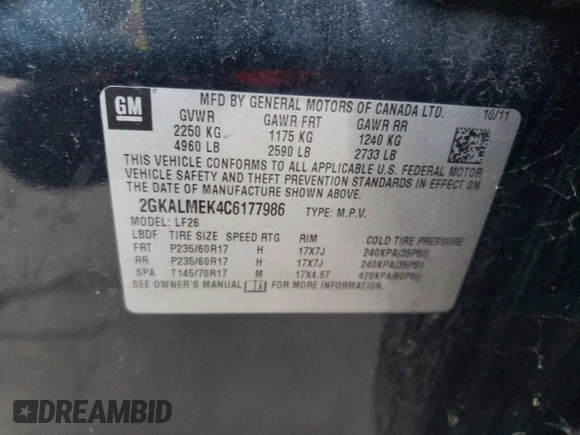 GM
MFD BY GENERAL MOTORS OF CANADA LTD.
10/11
GVWR GAWR FRT GAWR RR
2250 KG 1175 KG 1240 KG
4960 LB 2590 LB 2733 LB
THIS VEHICLE CONFORMS TO ALL APPLICABLE U.S. FEDERAL MOTOR
VEHICLE SAFETY AND THEFT PREVENTION STANDARDS IN EFFECT ON
THE DATE OF MANUFACTURE SHOWN ABOVE.
2GKALMEK4C6177986 TYPE: M.P.V.
MODEL: LF26
LBDF TIRE SIZE SPEED RTG RIM COLD TIRE PRESSURE
FRT P235/60R17 H 17X7J 240KPA(35PSI)
RR P235/60R17 H 17X7J 240KPA(35PSI)
SPA T145/70R17 M 17X4.5T 420KPA(60PSI)
SEE OWNER'S MANUAL FOR MORE INFORMATION.
DREAMBID